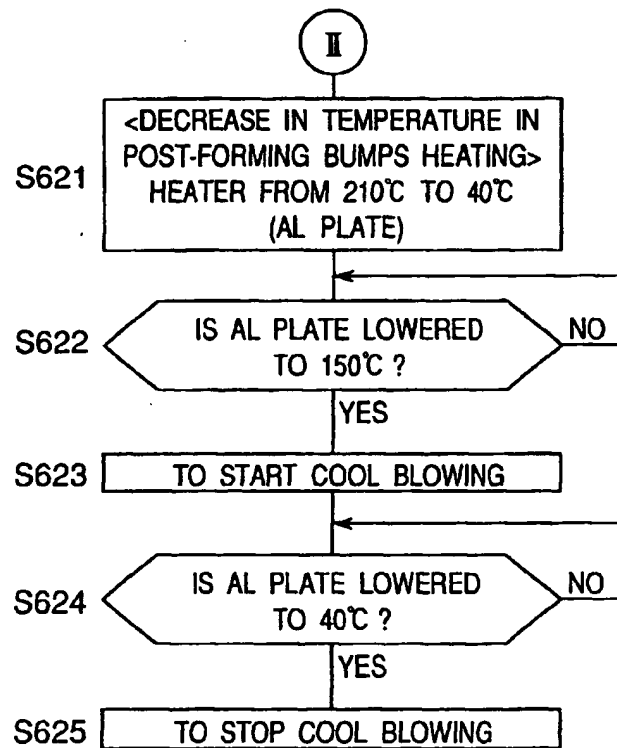 II
<DECREASE IN TEMPERATURE IN
POST-FORMING BUMPS HEATING>
HEATER FROM 210℃ TO 40℃
(AL PLATE)
S621
IS AL PLATE LOWERED
TO 150℃ ?
S622
NO
YES
S623
TO START COOL BLOWING
IS AL PLATE LOWERED
TO 40℃ ?
S624
NO
YES
S625
TO STOP COOL BLOWING